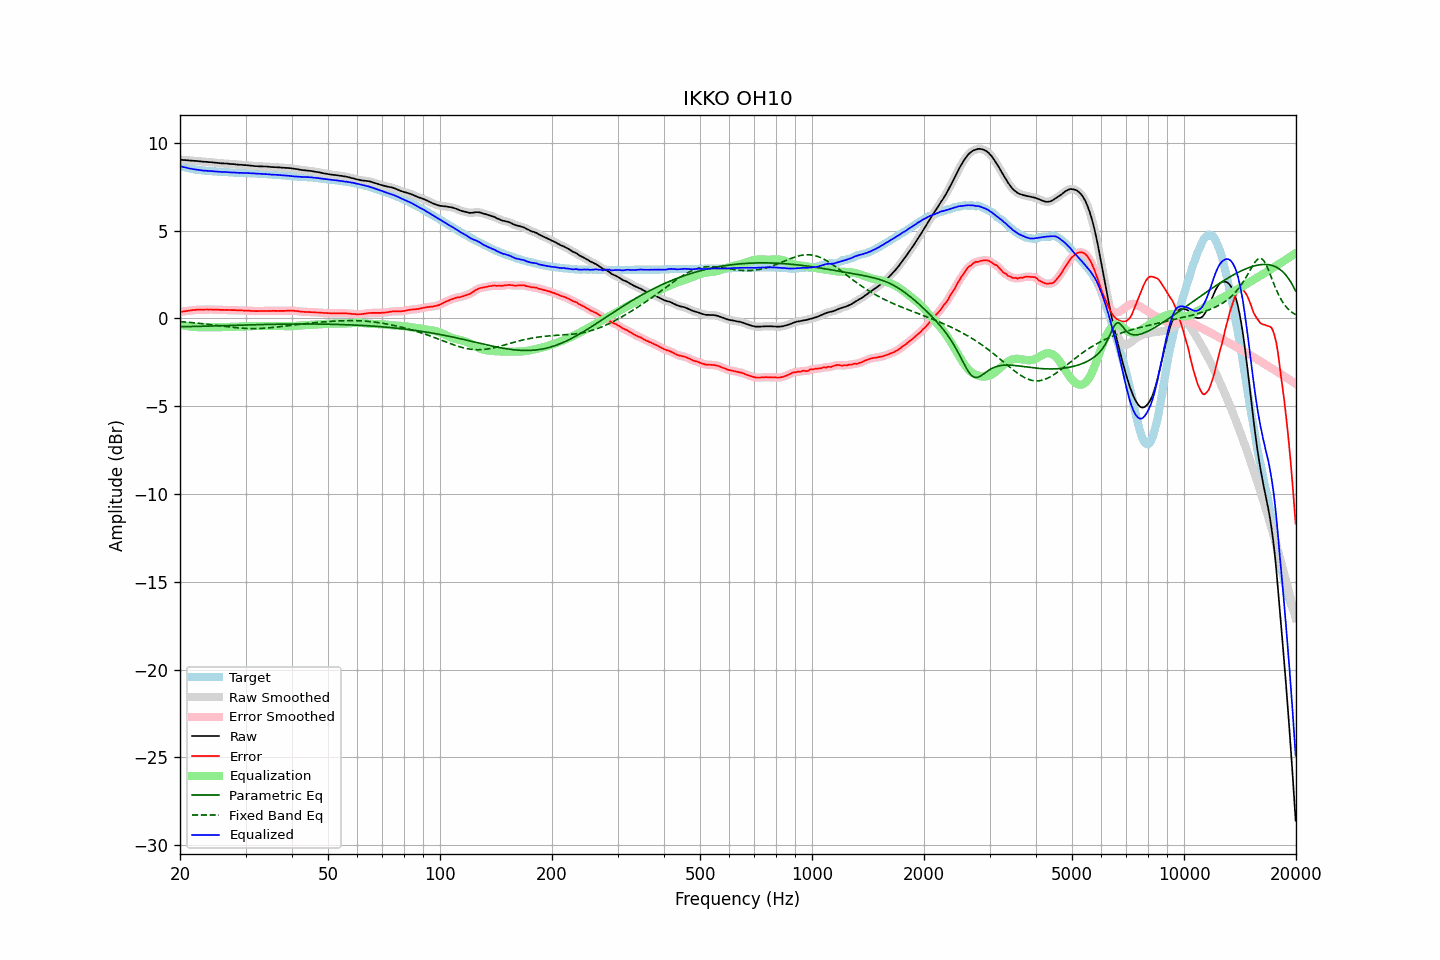 IKKO OH10
Amplitude (dBr)
10
5
0
−5
−10
−15
−20
−25
−30
Target
Raw Smoothed
Error Smoothed
Raw
Error
Equalization
Parametric Eq
Fixed Band Eq
Equalized
20 50 100 200 500 1000 2000 5000 10000 20000
Frequency (Hz)